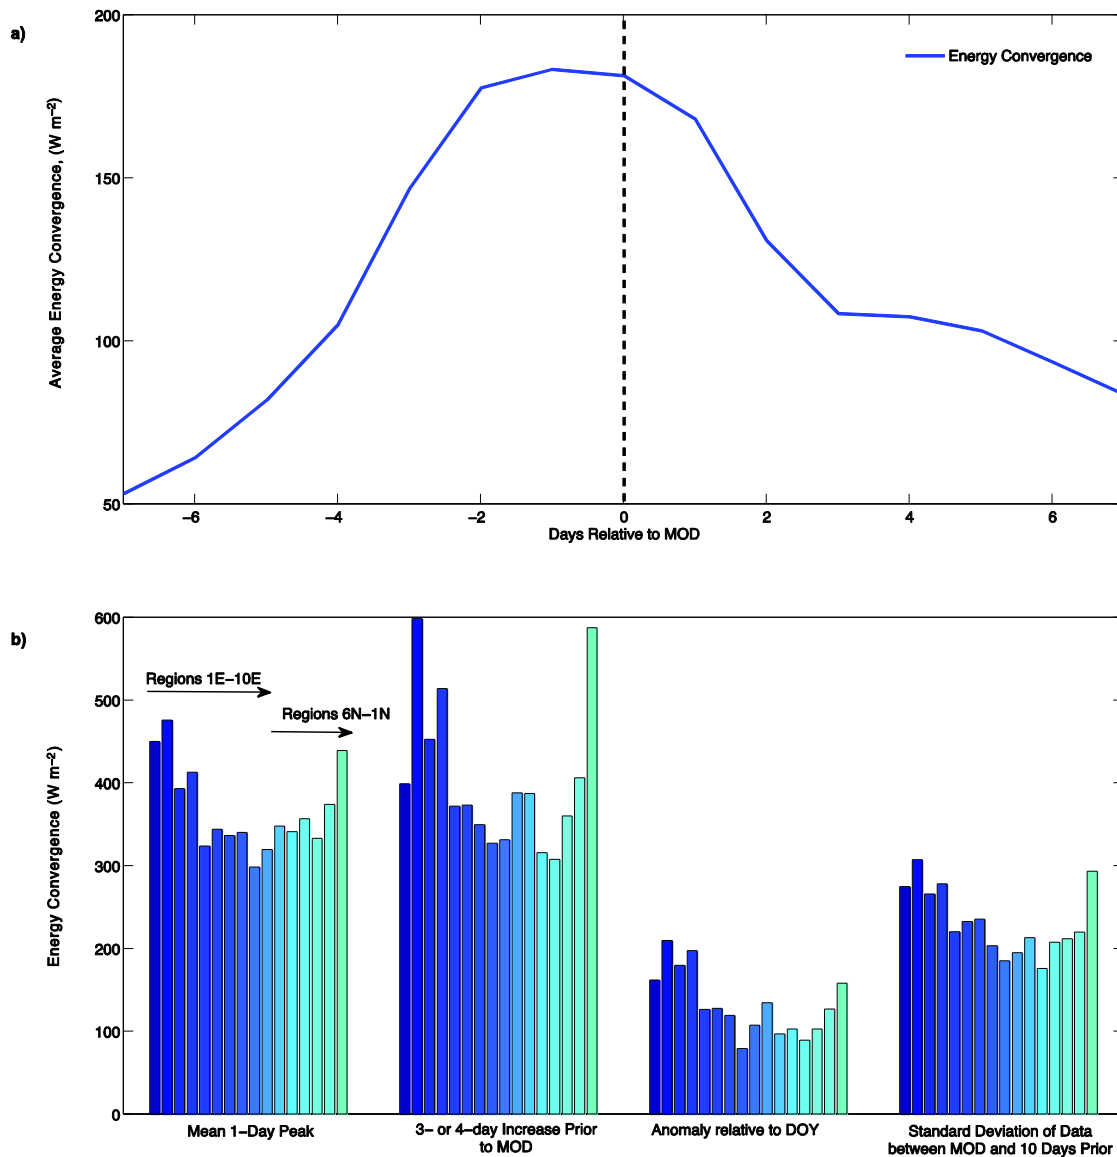 a)
200
150
100
50
Average Energy Convergence, (W m−2)
Energy Convergence
−6
−4
−2
0
2
4
6
Days Relative to MOD
b)
600
500
400
300
200
100
0
Energy Convergence (W m−2)
Regions 1E−10E
Regions 6N−1N
Mean 1−Day Peak
3− or 4−day Increase Prior
to MOD
Anomaly relative to DOY
Standard Deviation of Data
between MOD and 10 Days Prior